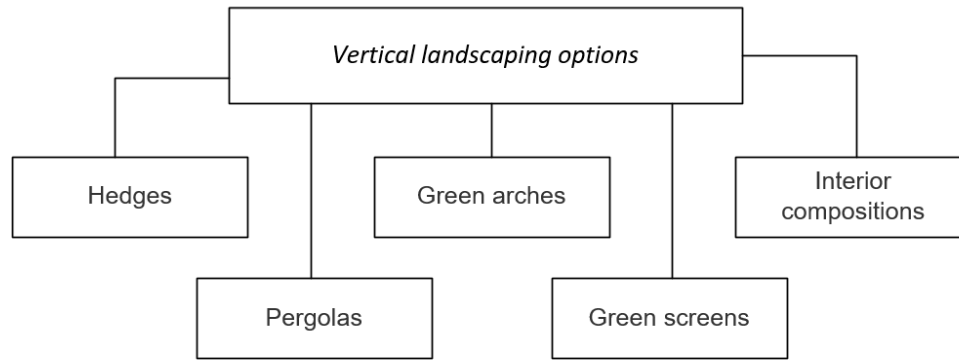 Vertical landscaping options
Hedges
Green arches
Interior
compositions
Pergolas
Green screens